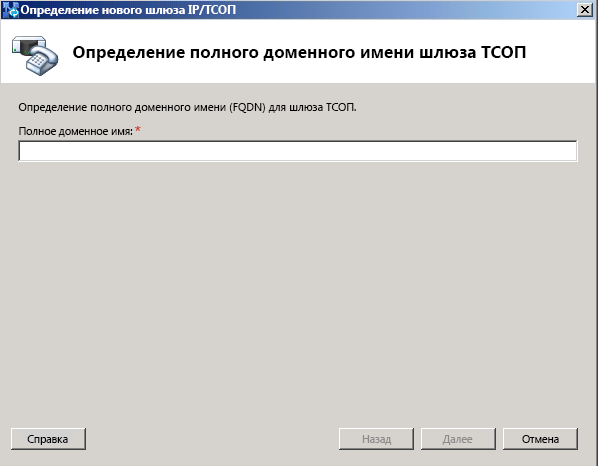 Определение нового шлюза IP/ТСОП
Определение полного доменного имени шлюза ТСОП
Определение полного доменного имени (FQDN) для шлюза ТСОП.
Полное доменное имя: *
Справка
Назад
Далее
Отмена